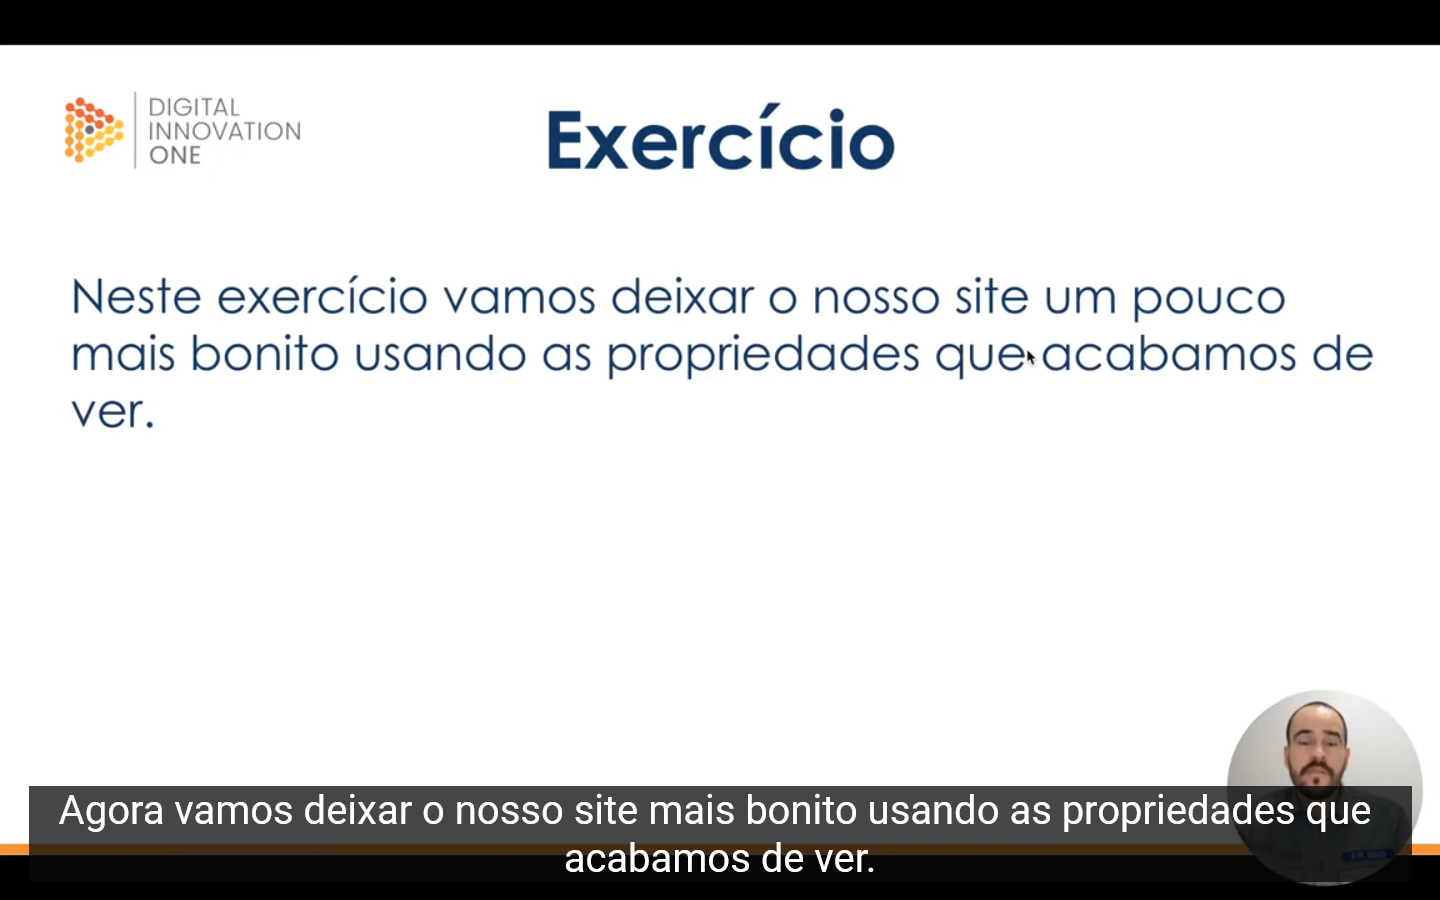 DIGITAL
INNOVATION
ONE
Exercício
Neste exercício vamos deixar o nosso site um pouco
mais bonito usando as propriedades que acabamos de
ver.
Agora vamos deixar o nosso site mais bonito usando as propriedades que
acabamos de ver.